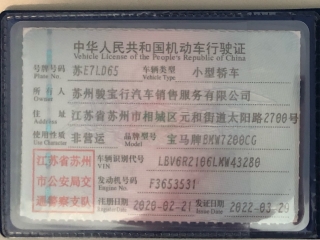 中华人民共和国机动车行驶证
Vehicle License of the People's Republic of China
号牌号码 苏E7LD65 车辆类型 小型轿车
Plate No. Vehicle Type
所有人 苏州骏宝行汽车销售服务有限公司
Owner
住址 江苏省苏州市相城区元和街道太阳路2700号
Address
使用性质 非营运 品牌型号 宝马牌BMW7200CG
Use Character Model
江苏省苏州 车辆识别代号 LBV6R2106LMW43280
VIN
市公安局交 发动机号码 F3653531
Engine No.
通警察支队 注册日期 2020-02-21 发证日期 2022-03-20
Register Date Issue Date